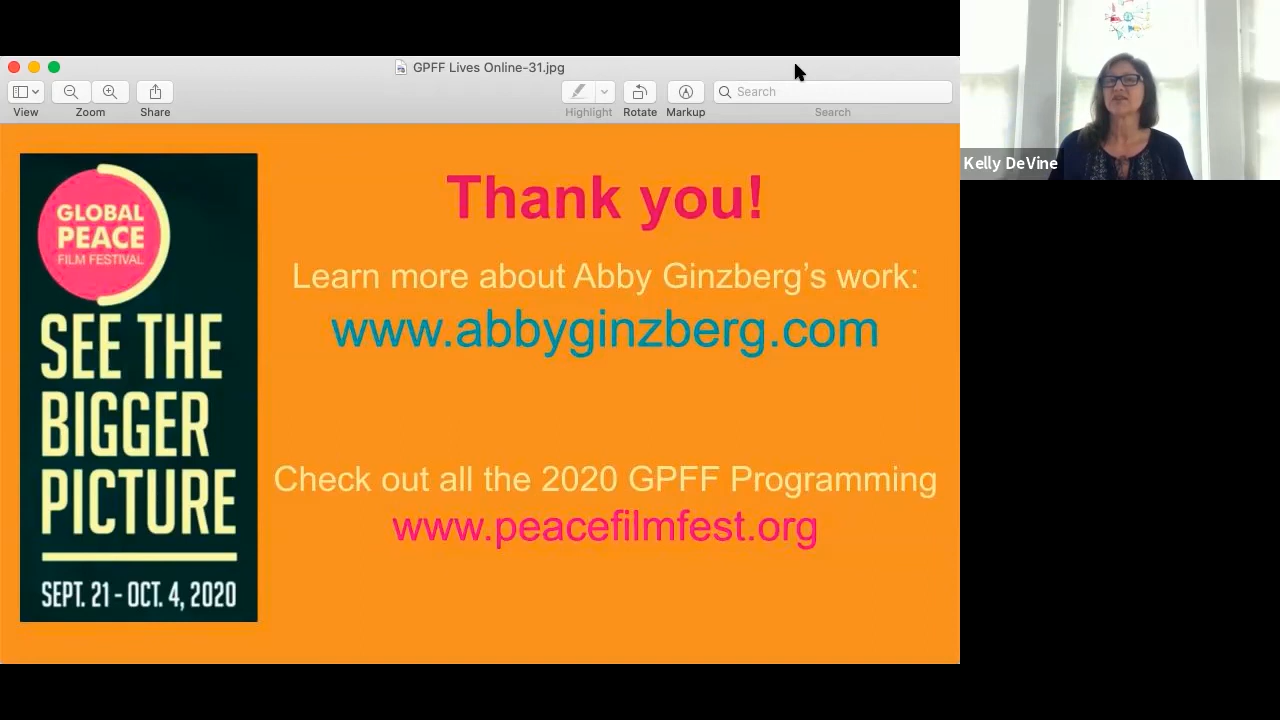 GPFF Lives Online-31.jpg
View
Zoom
Share
Highlight
Rotate
Markup
Search
Search
Kelly DeVine
GLOBAL
PEACE
FILM FESTIVAL
SEE THE
BIGGER
PICTURE
SEPT. 21 - OCT. 4, 2020
Thank you!
Learn more about Abby Ginzberg's work:
www.abbyginzberg.com
Check out all the 2020 GPFF Programming
www.peacefilmfest.org